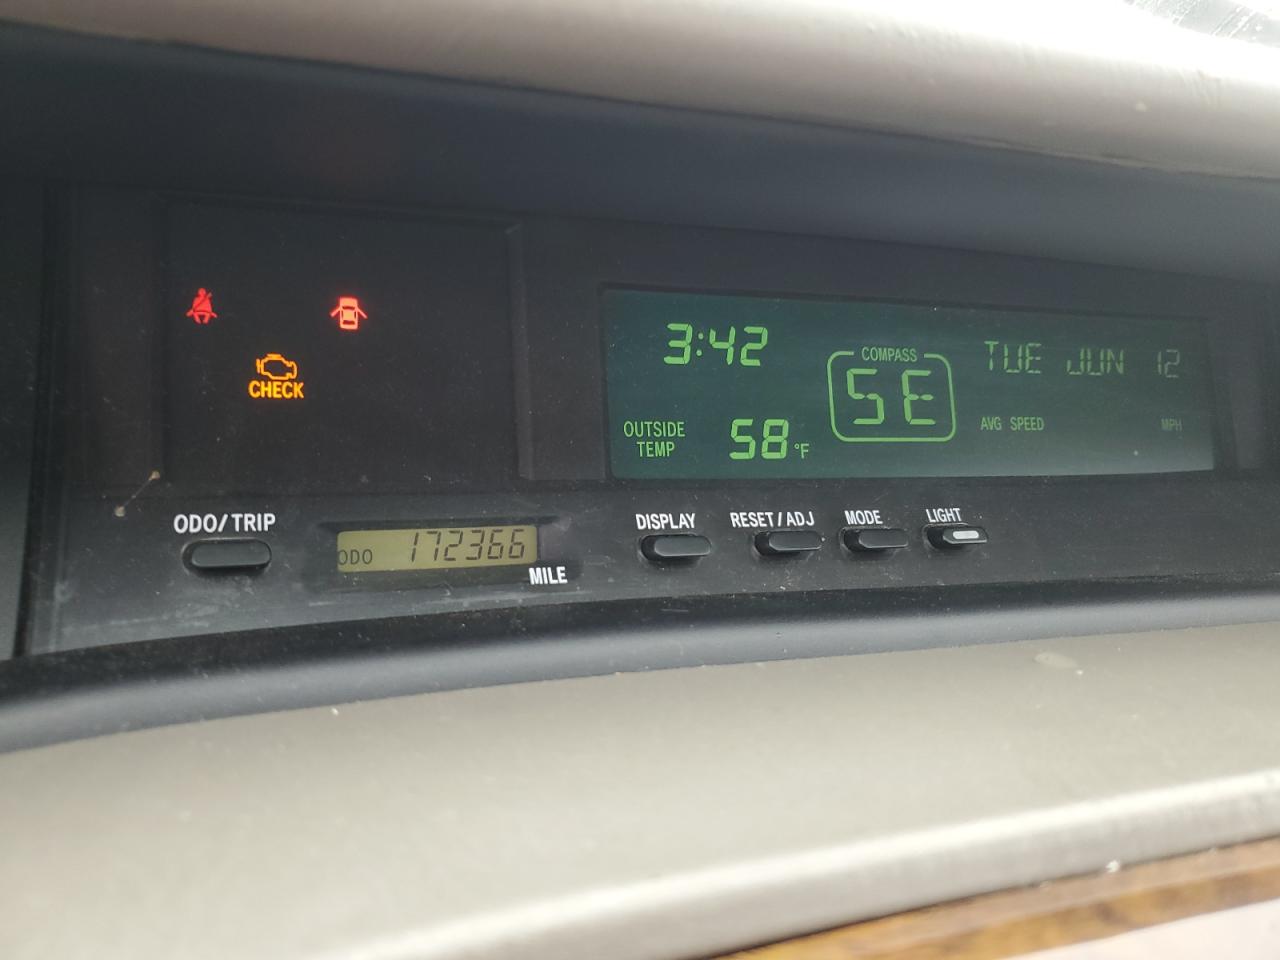 CHECK
3:42
COMPASS
SE
TUE JUN 12
OUTSIDE
TEMP
58°F
AVG SPEED
MPH
ODO/TRIP
ODO 172366
MILE
DISPLAY
RESET/ADJ
MODE
LIGHT